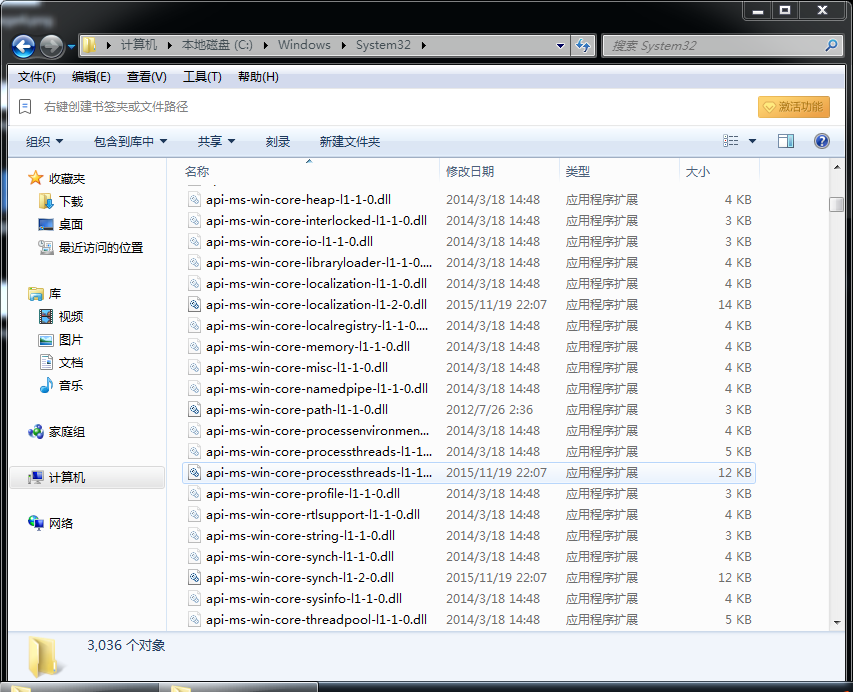 计算机 ▸ 本地磁盘 (C:) ▸ Windows ▸ System32 ▸ 搜索 System32
文件(F) 编辑(E) 查看(V) 工具(T) 帮助(H)
右键创建书签夹或文件路径 激活功能
组织 包含到库中 共享 刻录 新建文件夹
收藏夹
下载
桌面
最近访问的位置
库
视频
图片
文档
音乐
家庭组
计算机
网络
名称 修改日期 类型 大小
api-ms-win-core-heap-l1-1-0.dll 2014/3/18 14:48 应用程序扩展 4 KB
api-ms-win-core-interlocked-l1-1-0.dll 2014/3/18 14:48 应用程序扩展 3 KB
api-ms-win-core-io-l1-1-0.dll 2014/3/18 14:48 应用程序扩展 3 KB
api-ms-win-core-libraryloader-l1-1-0.... 2014/3/18 14:48 应用程序扩展 4 KB
api-ms-win-core-localization-l1-1-0.dll 2014/3/18 14:48 应用程序扩展 4 KB
api-ms-win-core-localization-l1-2-0.dll 2015/11/19 22:07 应用程序扩展 14 KB
api-ms-win-core-localregistry-l1-1-0.... 2014/3/18 14:48 应用程序扩展 4 KB
api-ms-win-core-memory-l1-1-0.dll 2014/3/18 14:48 应用程序扩展 4 KB
api-ms-win-core-misc-l1-1-0.dll 2014/3/18 14:48 应用程序扩展 4 KB
api-ms-win-core-namedpipe-l1-1-0.dll 2014/3/18 14:48 应用程序扩展 4 KB
api-ms-win-core-path-l1-1-0.dll 2012/7/26 2:36 应用程序扩展 3 KB
api-ms-win-core-processenvironmen... 2014/3/18 14:48 应用程序扩展 4 KB
api-ms-win-core-processthreads-l1-1... 2014/3/18 14:48 应用程序扩展 5 KB
api-ms-win-core-processthreads-l1-1... 2015/11/19 22:07 应用程序扩展 12 KB
api-ms-win-core-profile-l1-1-0.dll 2014/3/18 14:48 应用程序扩展 3 KB
api-ms-win-core-rtlsupport-l1-1-0.dll 2014/3/18 14:48 应用程序扩展 4 KB
api-ms-win-core-string-l1-1-0.dll 2014/3/18 14:48 应用程序扩展 3 KB
api-ms-win-core-synch-l1-1-0.dll 2014/3/18 14:48 应用程序扩展 4 KB
api-ms-win-core-synch-l1-2-0.dll 2015/11/19 22:07 应用程序扩展 12 KB
api-ms-win-core-sysinfo-l1-1-0.dll 2014/3/18 14:48 应用程序扩展 4 KB
api-ms-win-core-threadpool-l1-1-0.dll 2014/3/18 14:48 应用程序扩展 5 KB
3,036 个对象